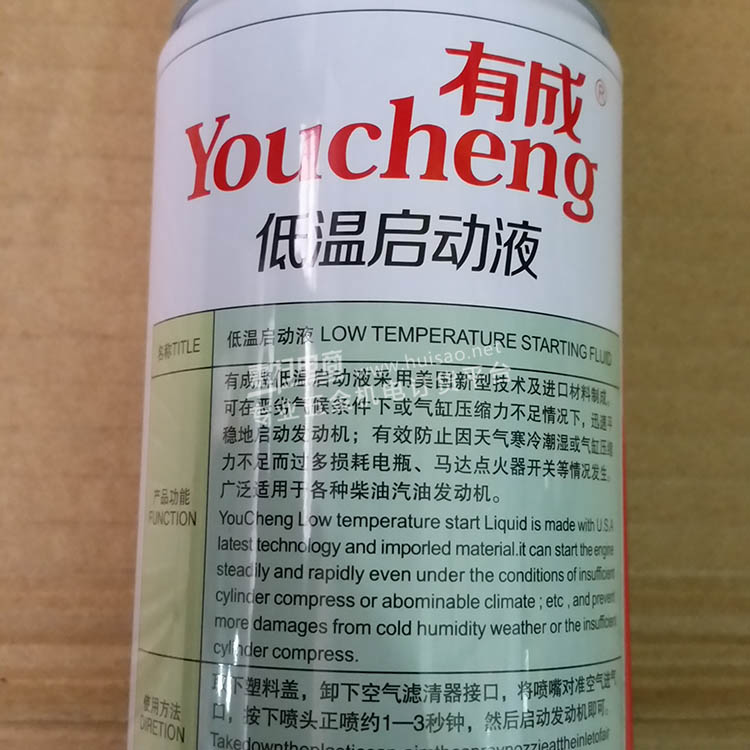 有成®
Youcheng
低温启动液
名称TITLE
低温启动液 LOW TEMPERATURE STARTING FLUID
www.huisao.net
产品功能
FUNCTION
有成牌低温启动液采用美国新型技术及进口材料制成。
可在恶劣气候条件下或气缸压缩力不足情况下，迅速平
稳地启动发动机；有效防止因天气寒冷潮湿或气缸压缩
力不足而过多损耗电瓶、马达点火器开关等情况发生。
广泛适用于各种柴油汽油发动机。
YouCheng Low temperature start Liquid is made with U.S.A
latest technology and imported material.it can start the engine
steadily and rapidly even under the conditions of insufficient
cylinder compress or abominable climate ; etc , and prevent
more damages from cold humidity weather or the insufficient
cylinder compress.
使用方法
DIRETION
取下塑料盖，卸下空气滤清器接口，将喷嘴对准空气进气
口，按下喷头正喷约1—3秒钟，然后启动发动机即可。